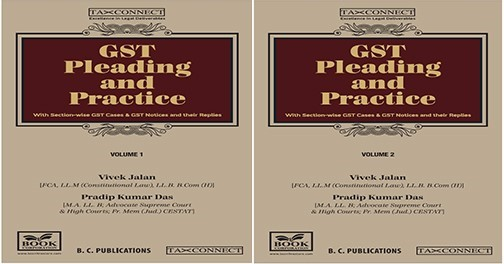 TAXCONNECT
Excellence in Legal Deliverables
GST
Pleading
and
Practice
With Section-wise GST Cases & GST Notices and their Replies
VOLUME 1
Vivek Jalan
[FCA, LL.M (Constitutional Law), LL.B, B.Com (H)]
Pradip Kumar Das
[M.A. LL. B; Advocate Supreme Court
& High Courts; Fr. Mem (Jud.) CESTAT]
BOOK
CORPORATION
B. C. PUBLICATIONS
TAXCONNECT
TAXCONNECT
Excellence in Legal Deliverables
GST
Pleading
and
Practice
With Section-wise GST Cases & GST Notices and their Replies
VOLUME 2
Vivek Jalan
[FCA, LL.M (Constitutional Law), LL.B, B.Com (H)]
Pradip Kumar Das
[M.A. LL. B; Advocate Supreme Court
& High Courts; Fr. Mem (Jud.) CESTAT]
BOOK
CORPORATION
B. C. PUBLICATIONS
TAXCONNECT